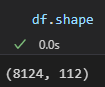 df.shape
✓ 0.0s
(8124, 112)